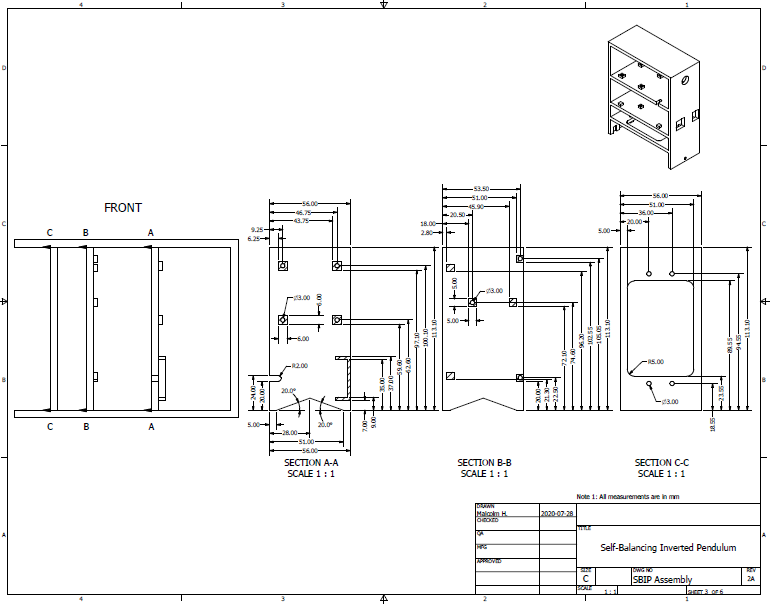 4 3 2 1
D D
C C
B B
A A
FRONT
C B A
C B A
56.00
46.75
43.75
9.25
6.25
Ø3.00
6.00
6.00
R2.00
24.00
20.00
20.0°
20.0°
5.00
28.00
51.00
56.00
7.00
9.00
35.00
37.00
59.60
62.60
97.10
100.10
113.10
SECTION A-A
SCALE 1 : 1
53.50
51.00
45.90
20.50
18.00
2.80
5.00
Ø3.00
5.00
20.00
21.30
22.50
72.10
74.60
96.20
102.55
105.05
113.10
SECTION B-B
SCALE 1 : 1
56.00
51.00
36.00
20.00
5.00
R5.00
Ø3.00
18.55
23.55
89.55
94.55
113.10
SECTION C-C
SCALE 1 : 1
Note 1: All measurements are in mm
DRAWN
Malcolm H. 2020-07-28
CHECKED
QA
MFG
APPROVED
TITLE
Self-Balancing Inverted Pendulum
SIZE
C
DWG NO
SBIP Assembly
REV
2A
SCALE 1 : 1
SHEET 3 OF 6
4 3 2 1